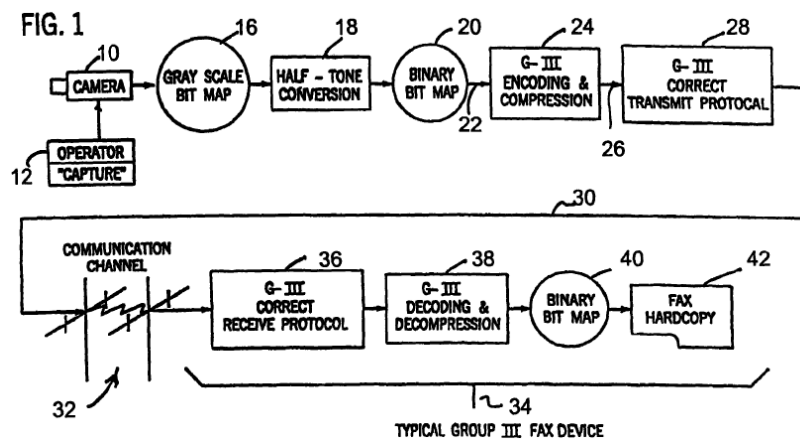 FIG. 1
10
16
18
20
24
28
CAMERA
GRAY SCALE
BIT MAP
HALF - TONE
CONVERSION
BINARY
BIT MAP
22
G-III
ENCODING &
COMPRESSION
26
G-III
CORRECT
TRANSMIT PROTOCAL
12
OPERATOR
"CAPTURE"
30
COMMUNICATION
CHANNEL
32
36
38
40
42
G-III
CORRECT
RECEIVE PROTOCOL
G-III
DECODING &
DECOMPRESSION
BINARY
BIT MAP
FAX
HARDCOPY
34
TYPICAL GROUP III FAX DEVICE